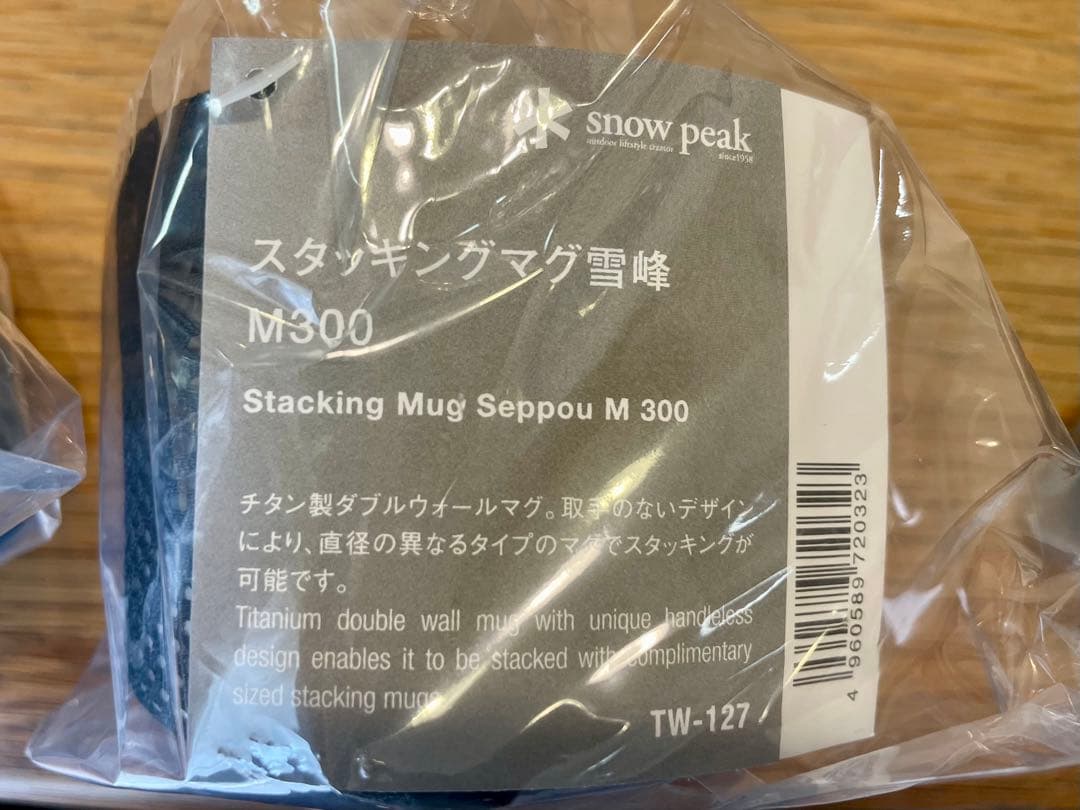 snow peak
outdoor lifestyle creator
since1958
スタッキングマグ雪峰
M300
Stacking Mug Seppou M 300
チタン製ダブルウォールマグ。取手のないデザイン
により、直径の異なるタイプのマグでスタッキングが
可能です。
Titanium double wall mug with unique handleless
design enables it to be stacked with complimentary
sized stacking mugs
TW-127
4 960589 720323